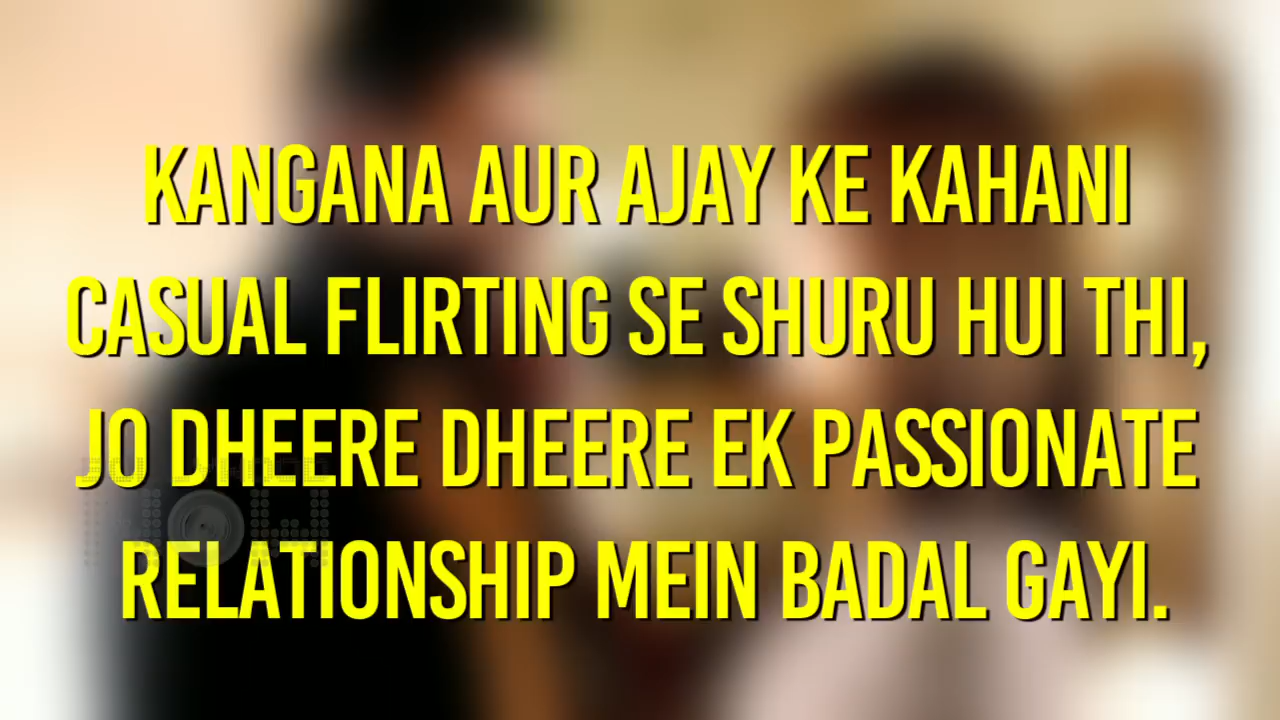 KANGANA AUR AJAY KE KAHANI
CASUAL FLIRTING SE SHURU HUI THI,
JO DHEERE DHEERE EK PASSIONATE
RELATIONSHIP MEIN BADAL GAYI.